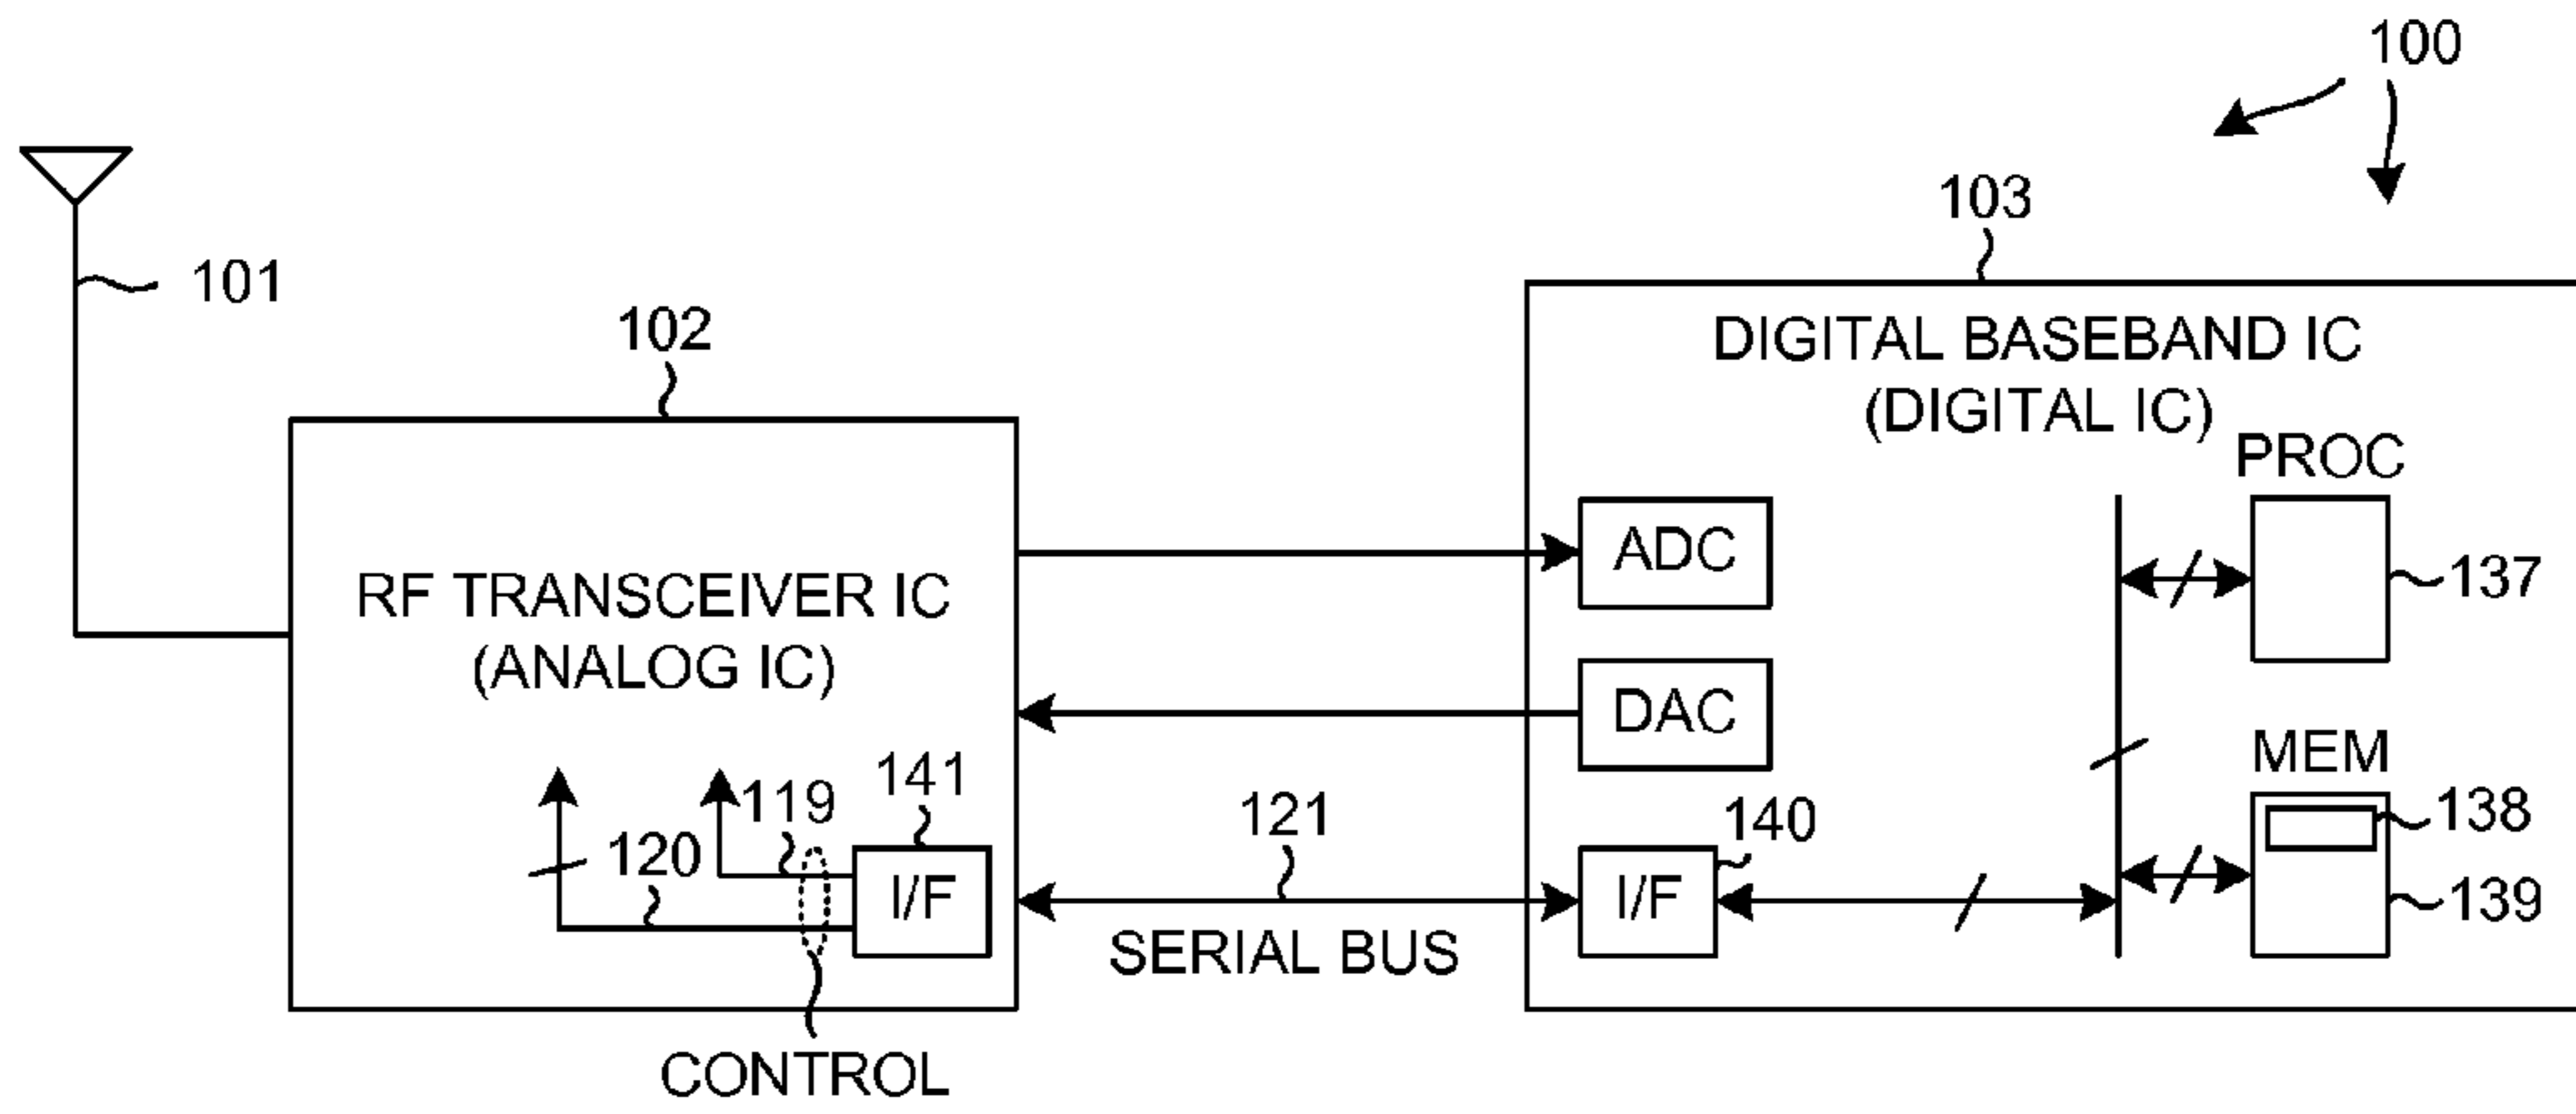 100
103
101
102
DIGITAL BASEBAND IC
(DIGITAL IC)
PROC
ADC
137
RF TRANSCEIVER IC
(ANALOG IC)
DAC
MEM
141
119
121
140
138
120
I/F
I/F
139
SERIAL BUS
CONTROL